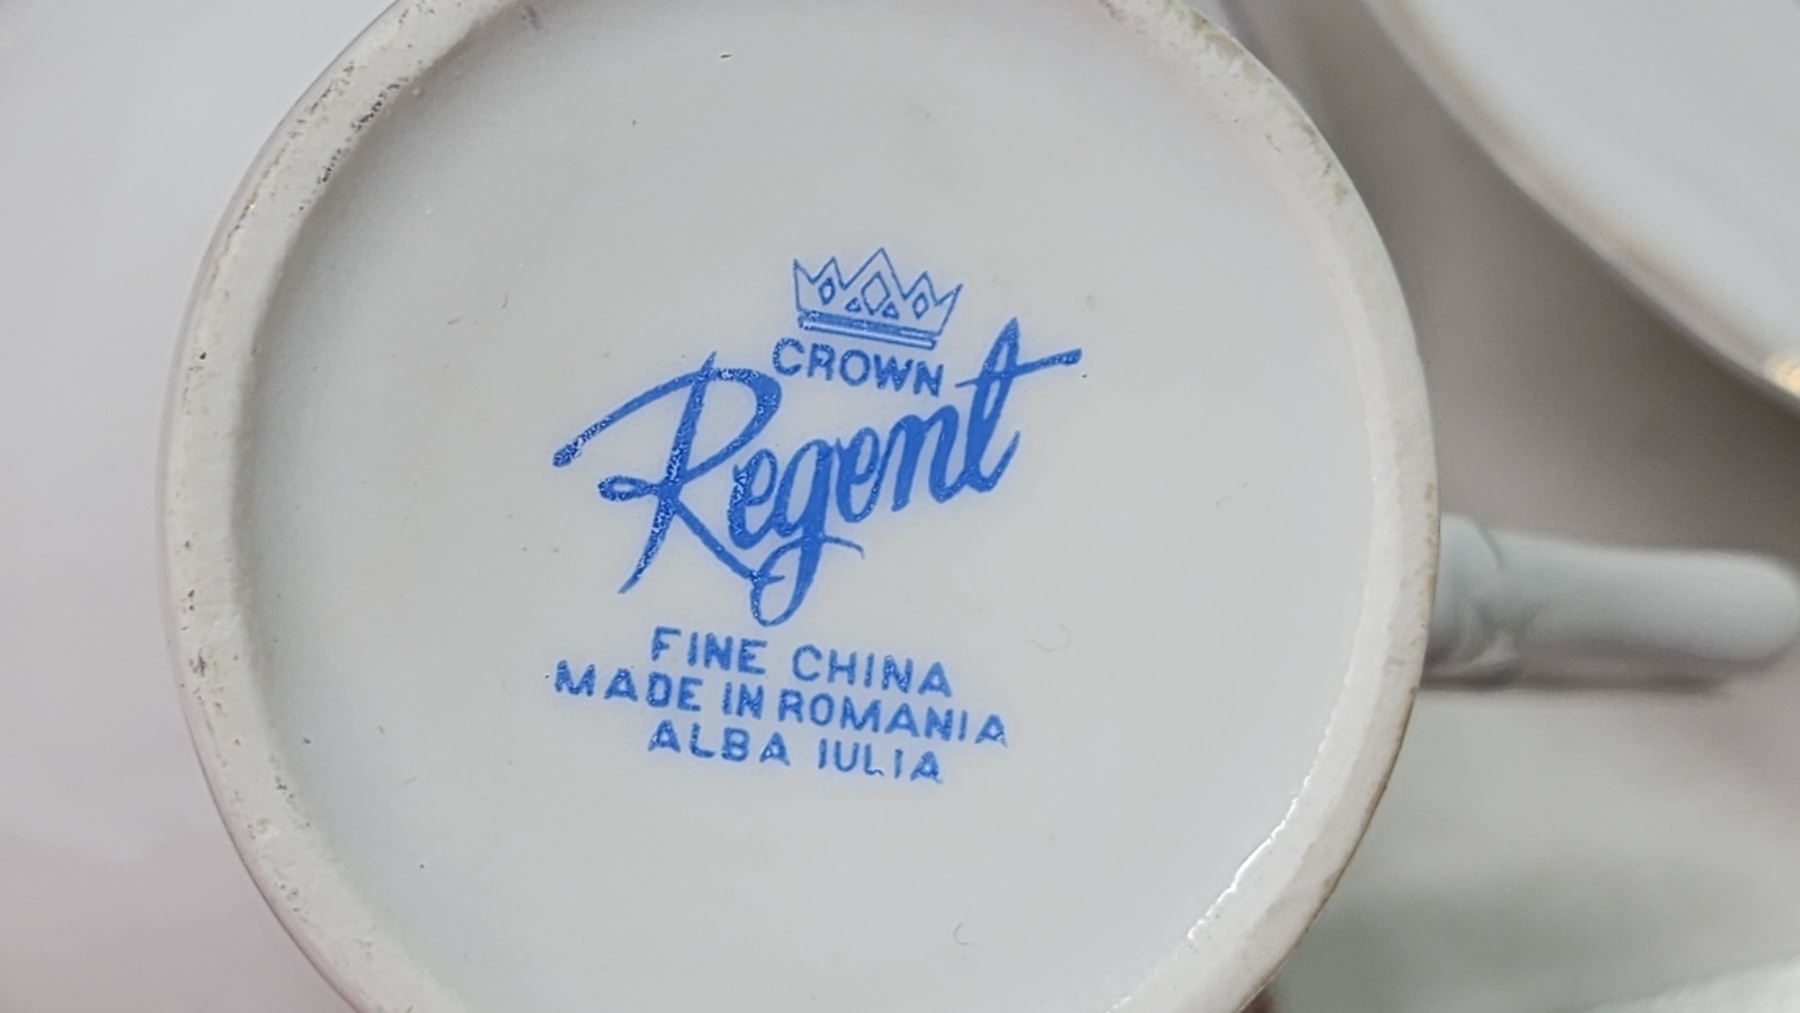 CROWN
Regent
FINE CHINA
MADE IN ROMANIA
ALBA IULIA